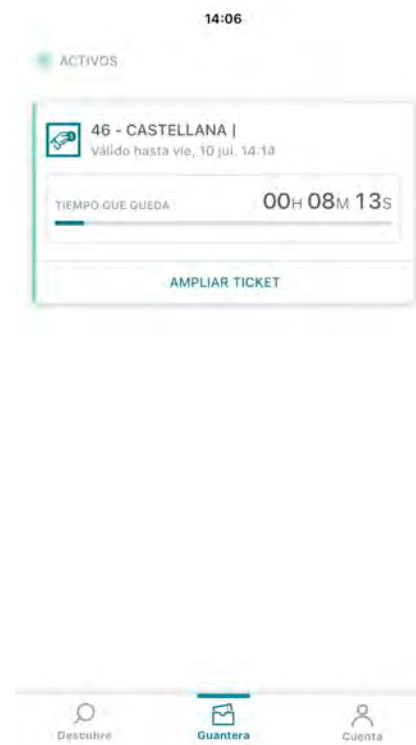 14:06
ACTIVOS
46 - CASTELLANA |
Válido hasta vie, 10 jul. 14:14
TIEMPO QUE QUEDA
00H 08M 13S
AMPLIAR TICKET
Descubre
Guantera
Cuenta